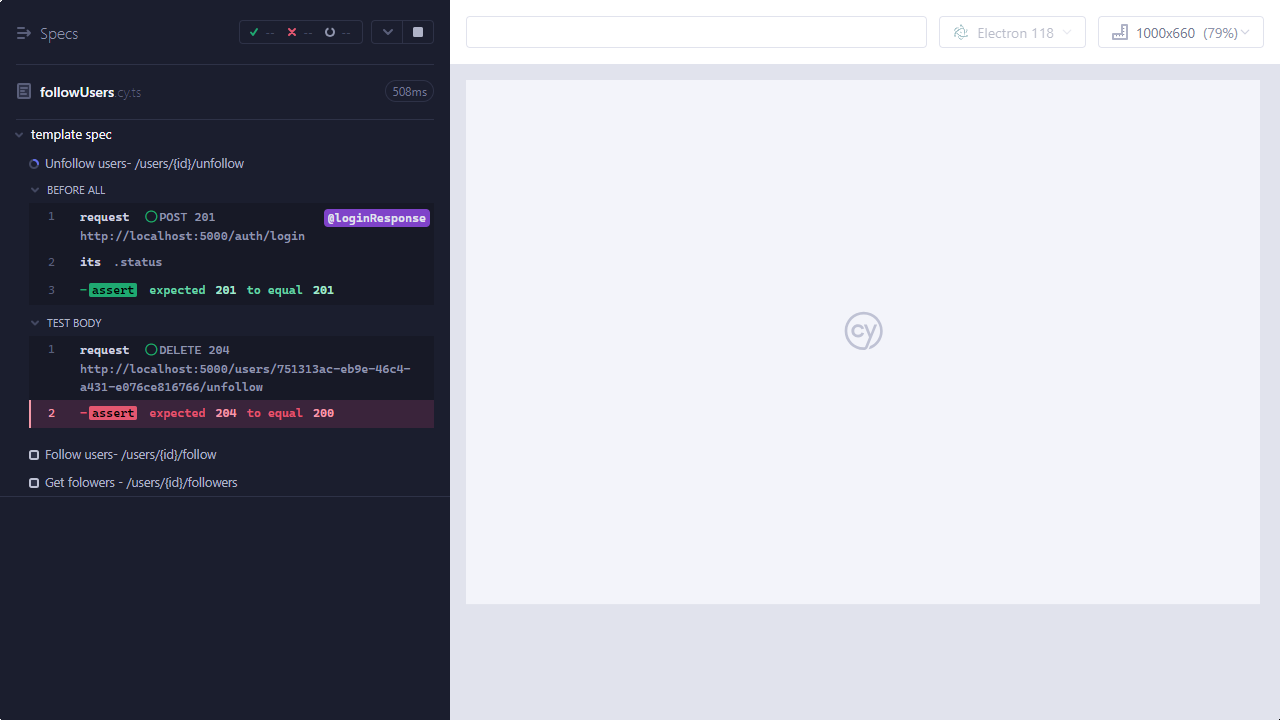 Specs
--
--
--
Electron 118
1000x660 (79%)
followUsers.cy.ts
508ms
template spec
Unfollow users- /users/{id}/unfollow
BEFORE ALL
1 request POST 201 @loginResponse
http://localhost:5000/auth/login
2 its .status
3 -assert expected 201 to equal 201
TEST BODY
1 request DELETE 204
http://localhost:5000/users/751313ac-eb9e-46c4-
a431-e076ce816766/unfollow
2 -assert expected 204 to equal 200
Follow users- /users/{id}/follow
Get folowers - /users/{id}/followers
cy